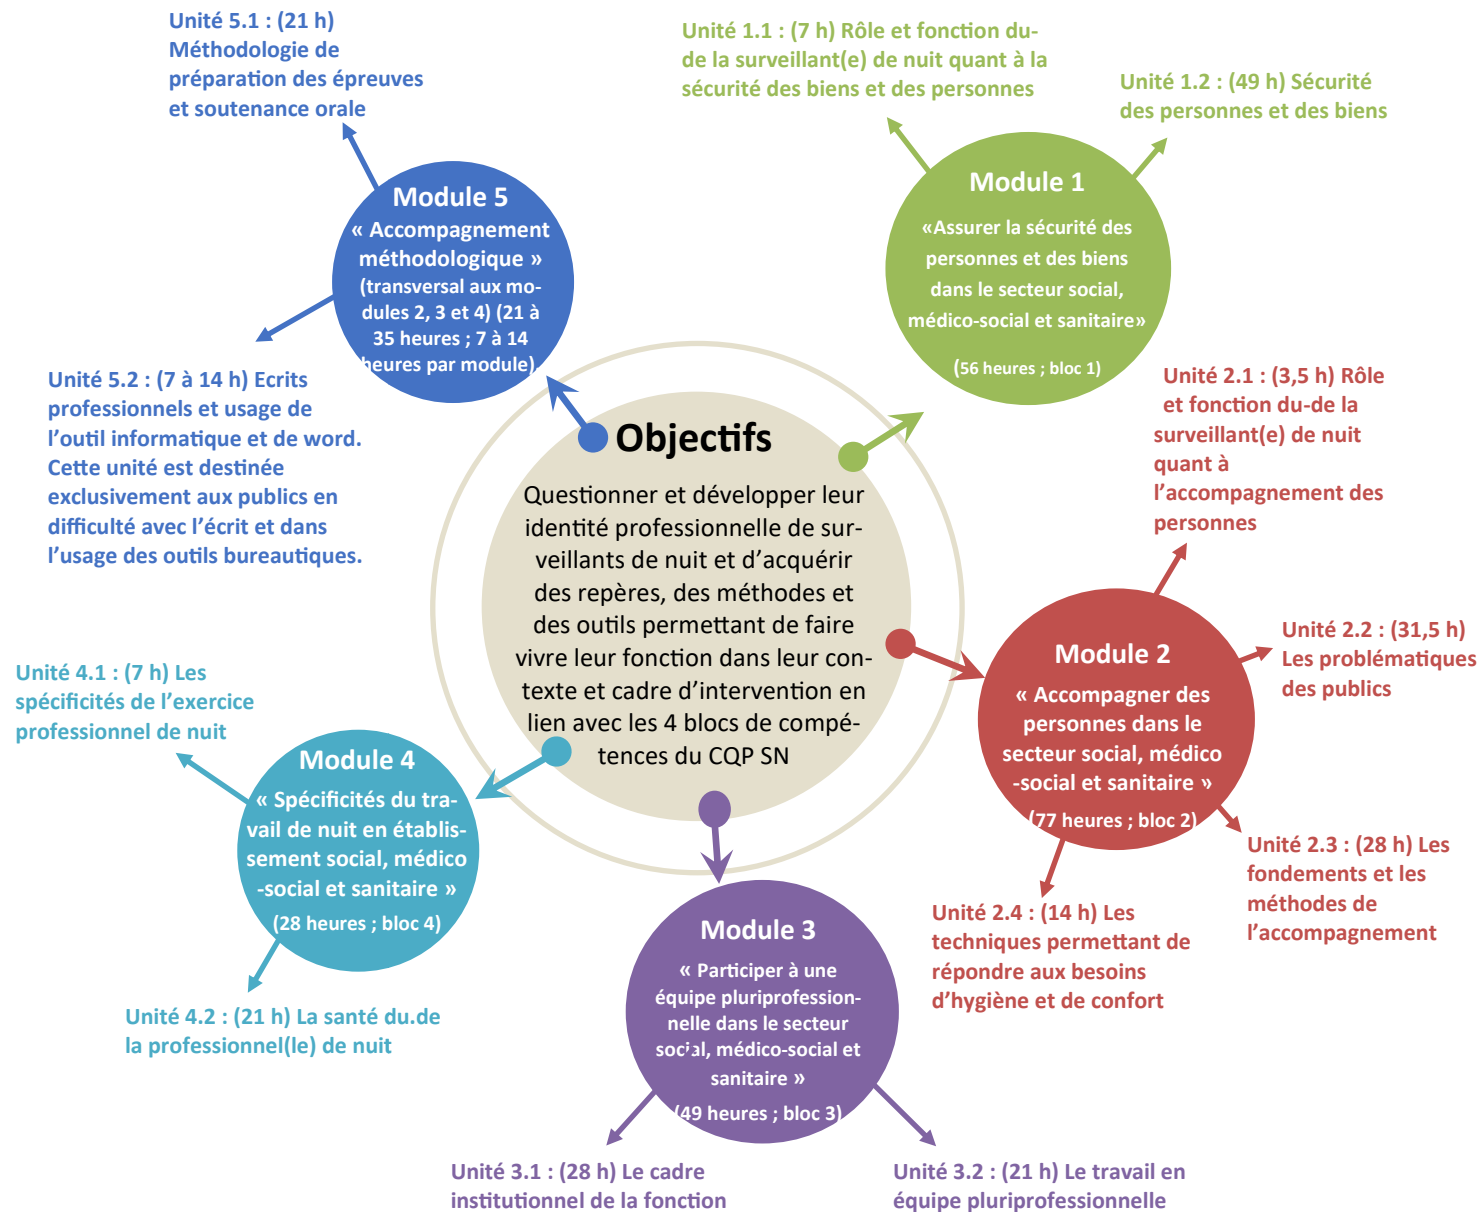 Unité 5.1 : (21 h)
Méthodologie de
préparation des épreuves
et soutenance orale
Unité 1.1 : (7 h) Rôle et fonction du-
de la surveillant(e) de nuit quant à la
sécurité des biens et des personnes
Unité 1.2 : (49 h) Sécurité
des personnes et des biens
Module 5
« Accompagnement
méthodologique »
(transversal aux mo-
dules 2, 3 et 4) (21 à
35 heures ; 7 à 14
heures par module).
Module 1
«Assurer la sécurité des
personnes et des biens
dans le secteur social,
médico-social et sanitaire»
(56 heures ; bloc 1)
Unité 5.2 : (7 à 14 h) Ecrits
professionnels et usage de
l’outil informatique et de word.
Cette unité est destinée
exclusivement aux publics en
difficulté avec l’écrit et dans
l’usage des outils bureautiques.
Objectifs
Questionner et développer leur
identité professionnelle de sur-
veillants de nuit et d’acquérir
des repères, des méthodes et
des outils permettant de faire
vivre leur fonction dans leur con-
texte et cadre d’intervention en
lien avec les 4 blocs de compé-
tences du CQP SN
Unité 2.1 : (3,5 h) Rôle
et fonction du-de la
surveillant(e) de nuit
quant à
l’accompagnement des
personnes
Module 2
« Accompagner des
personnes dans le
secteur social, médico
-social et sanitaire »
(77 heures ; bloc 2)
Unité 2.2 : (31,5 h)
Les problématiques
des publics
Unité 2.3 : (28 h) Les
fondements et les
méthodes de
l’accompagnement
Unité 2.4 : (14 h) Les
techniques permettant de
répondre aux besoins
d’hygiène et de confort
Unité 4.1 : (7 h) Les
spécificités de l’exercice
professionnel de nuit
Module 4
« Spécificités du tra-
vail de nuit en établis-
sement social, médico
-social et sanitaire »
(28 heures ; bloc 4)
Unité 4.2 : (21 h) La santé du.de
la professionnel(le) de nuit
Module 3
« Participer à une
équipe pluriprofession-
nelle dans le secteur
social, médico-social et
sanitaire »
(49 heures ; bloc 3)
Unité 3.1 : (28 h) Le cadre
institutionnel de la fonction
Unité 3.2 : (21 h) Le travail en
équipe pluriprofessionnelle